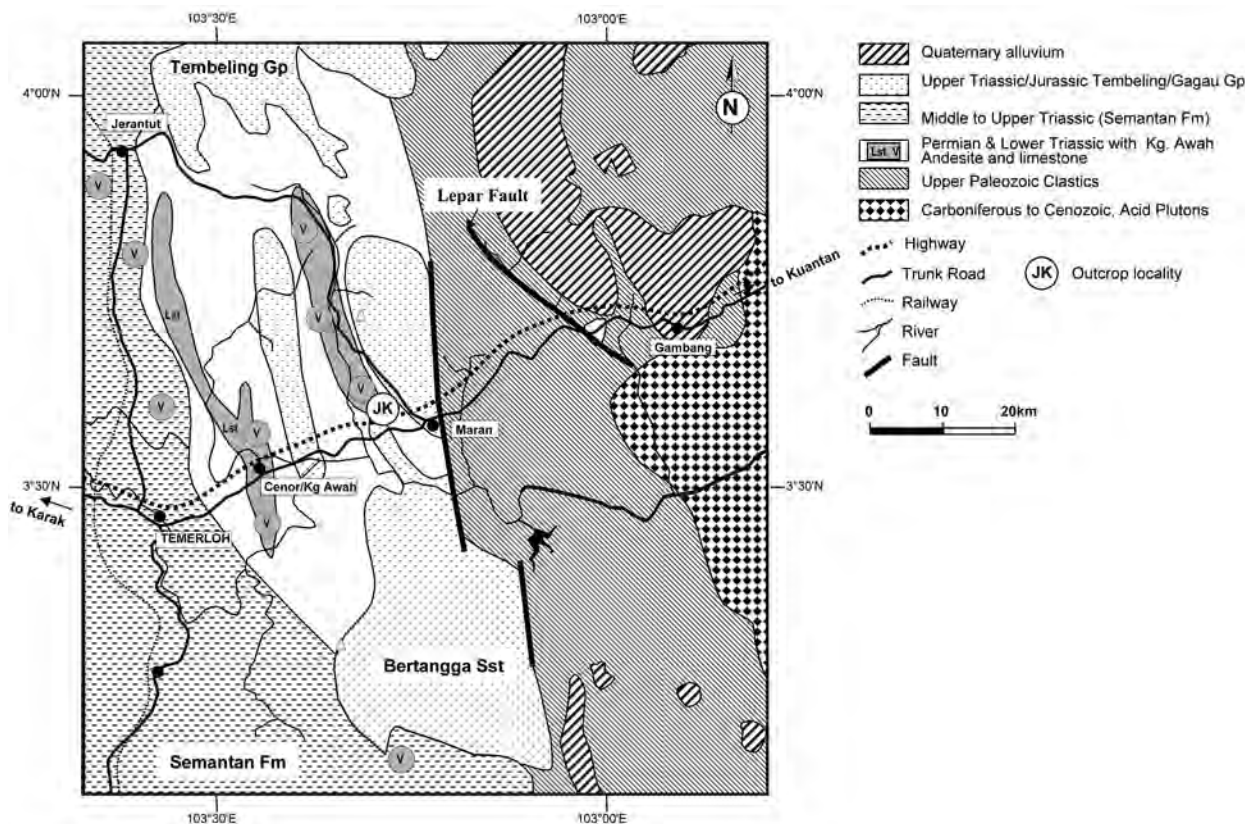 103°30'E
103°00'E
4°00'N
4°00'N
3°30'N
3°30'N
103°30'E
103°00'E
Tembeling Gp
Jerantut
Lepar Fault
N
V
V
V
V
V
V
V
V
V
Lst
JK
Maran
Gambang
to Kuantan
Cenor/Kg Awah
to Karak
TEMERLOH
Bertangga Sst
Semantan Fm
Quaternary alluvium
Upper Triassic/Jurassic Tembeling/Gagau Gp
Middle to Upper Triassic (Semantan Fm)
Lst. V
Permian & Lower Triassic with Kg. Awah
Andesite and limestone
Upper Paleozoic Clastics
Carboniferous to Cenozoic, Acid Plutons
Highway
Trunk Road
JK
Outcrop locality
Railway
River
Fault
0 10 20km